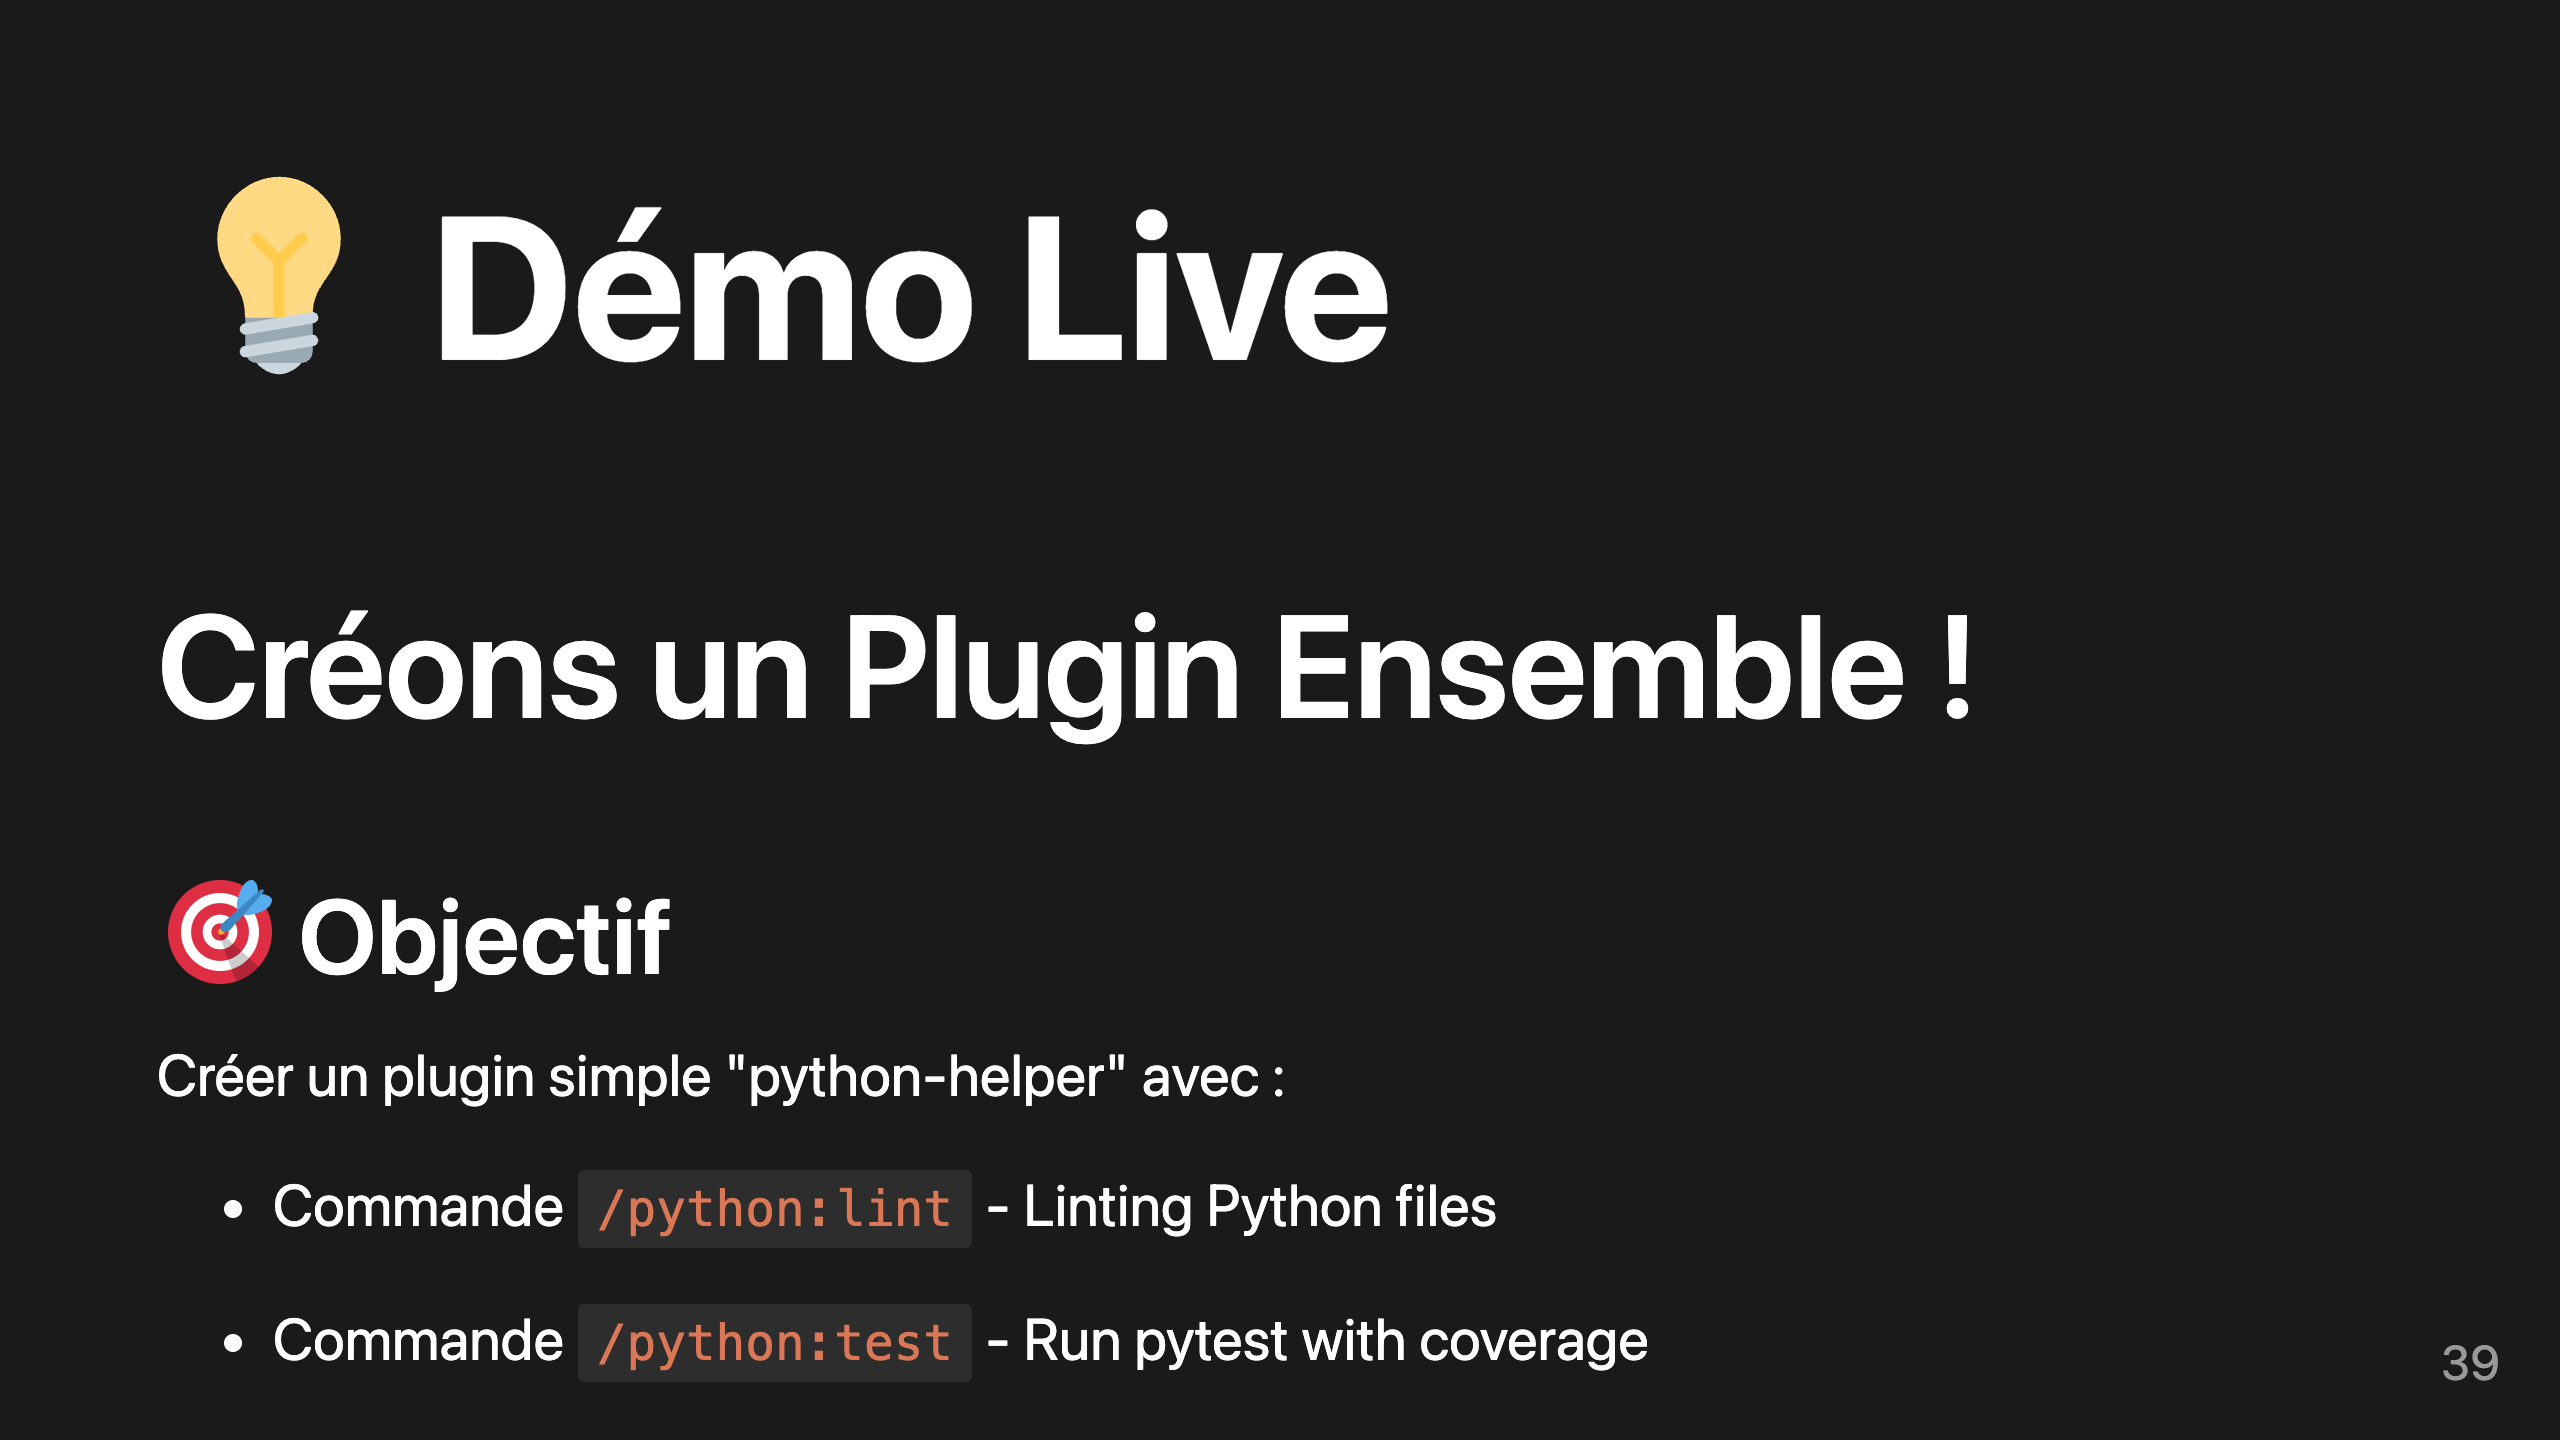 Démo Live
Créons un Plugin Ensemble !
Objectif
Créer un plugin simple "python-helper" avec :
• Commande /python:lint - Linting Python files
• Commande /python:test - Run pytest with coverage
39